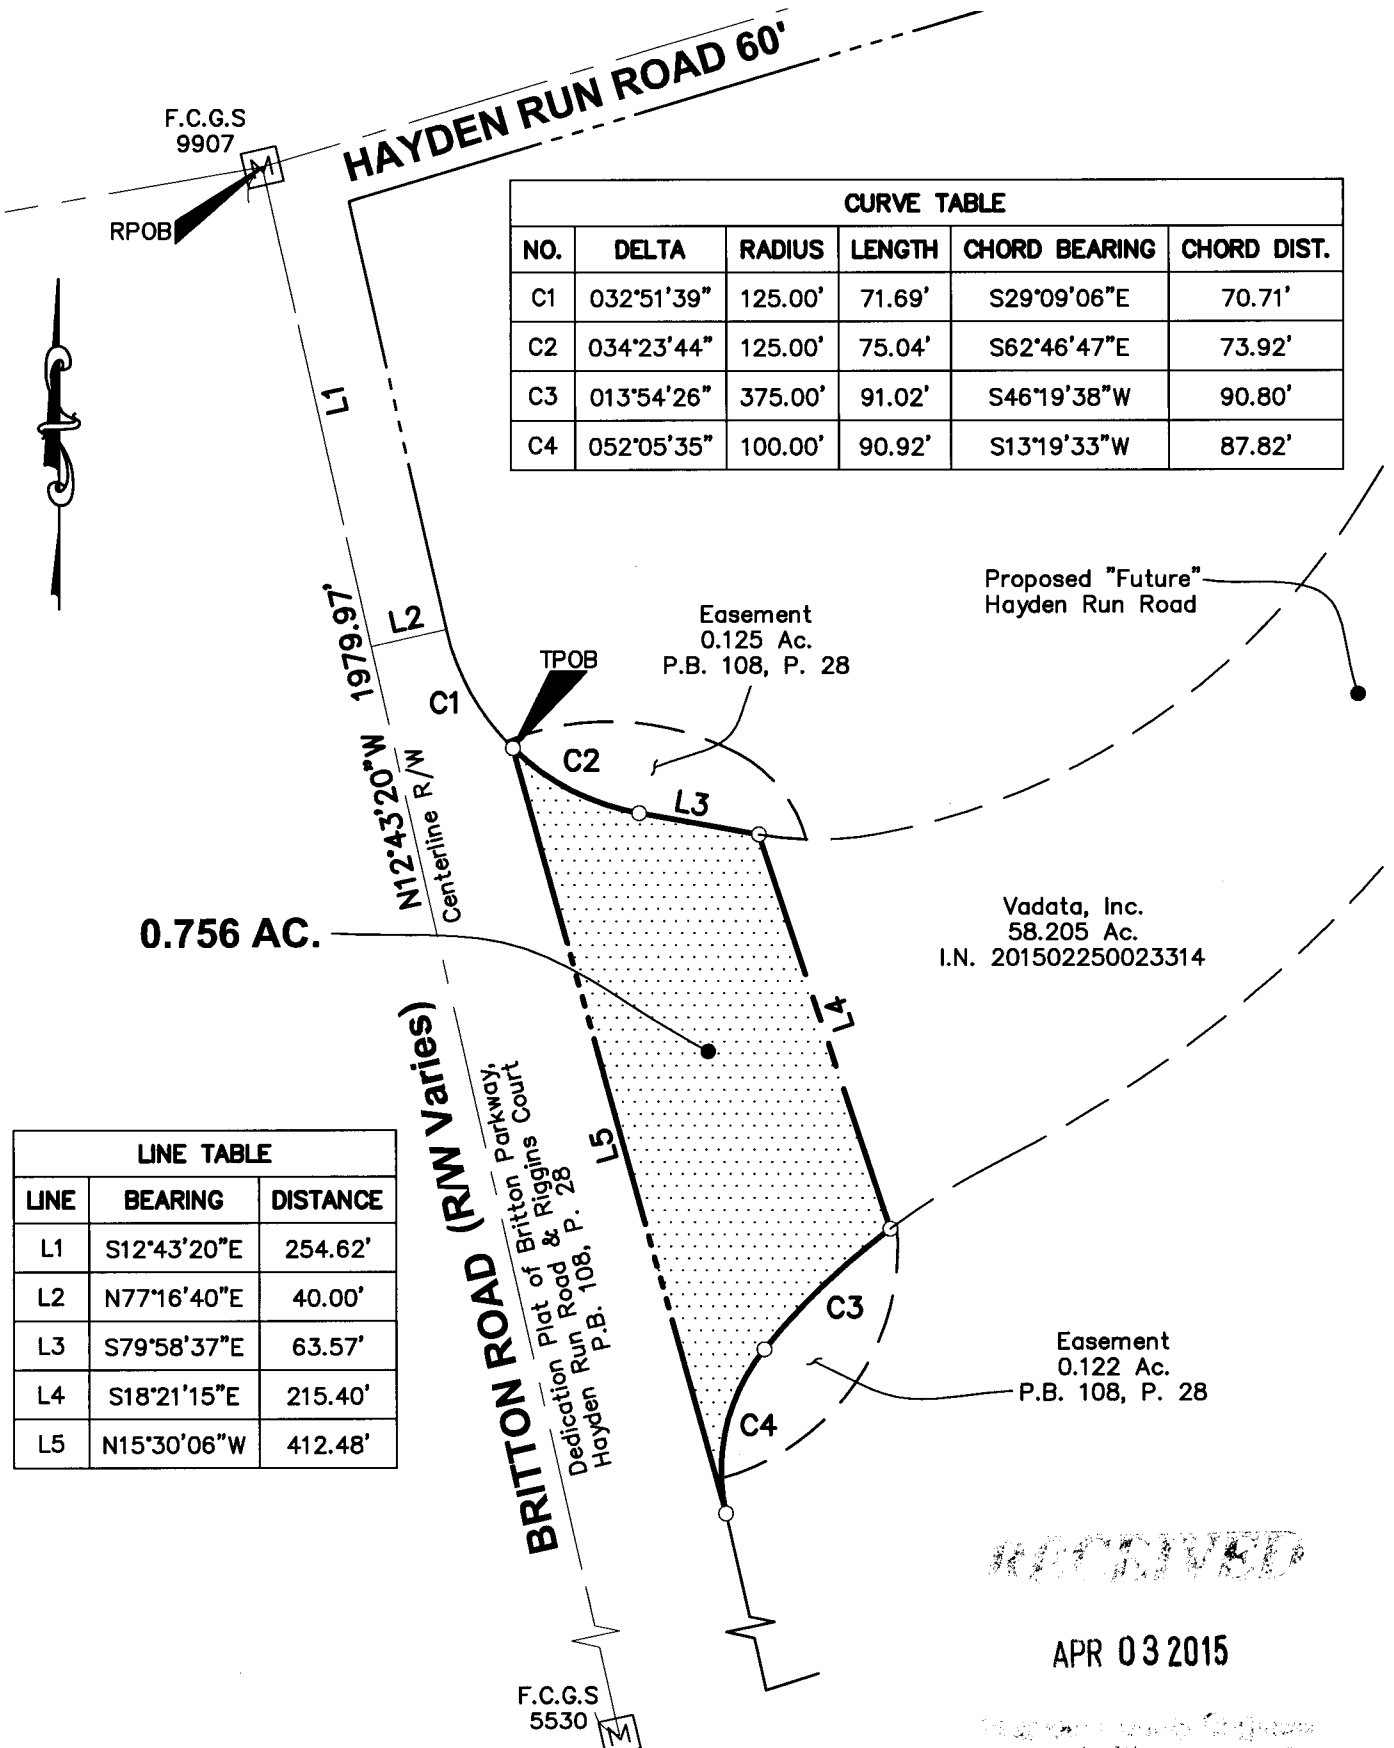 HAYDEN RUN ROAD 60'
F.C.G.S
9907
M
RPOB
CURVE TABLE
NO. DELTA RADIUS LENGTH CHORD BEARING CHORD DIST.
C1 032°51'39" 125.00' 71.69' S29°09'06"E 70.71'
C2 034°23'44" 125.00' 75.04' S62°46'47"E 73.92'
C3 013°54'26" 375.00' 91.02' S46°19'38"W 90.80'
C4 052°05'35" 100.00' 90.92' S13°19'33"W 87.82'
L1
Proposed "Future"
Hayden Run Road
Easement
0.125 Ac.
P.B. 108, P. 28
L2
TPOB
C1
C2
L3
N12°43'20"W 1979.97'
Centerline R/W
0.756 AC.
Vadata, Inc.
58.205 Ac.
I.N. 201502250023314
L4
L5
BRITTON ROAD (R/W Varies)
Dedication Plat of Britton Parkway,
Hayden Run Road & Riggins Court
P.B. 108, P. 28
LINE TABLE
LINE BEARING DISTANCE
L1 S12°43'20"E 254.62'
L2 N77°16'40"E 40.00'
L3 S79°58'37"E 63.57'
L4 S18°21'15"E 215.40'
L5 N15°30'06"W 412.48'
C3
Easement
0.122 Ac.
P.B. 108, P. 28
C4
RECEIVED
APR 03 2015
F.C.G.S
5530
M